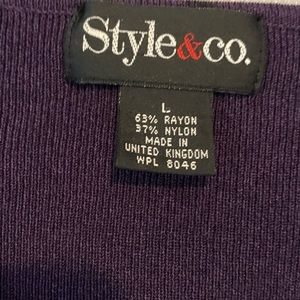 Style&co.
L
63% RAYON
37% NYLON
MADE IN
UNITED KINGDOM
WPL 8046